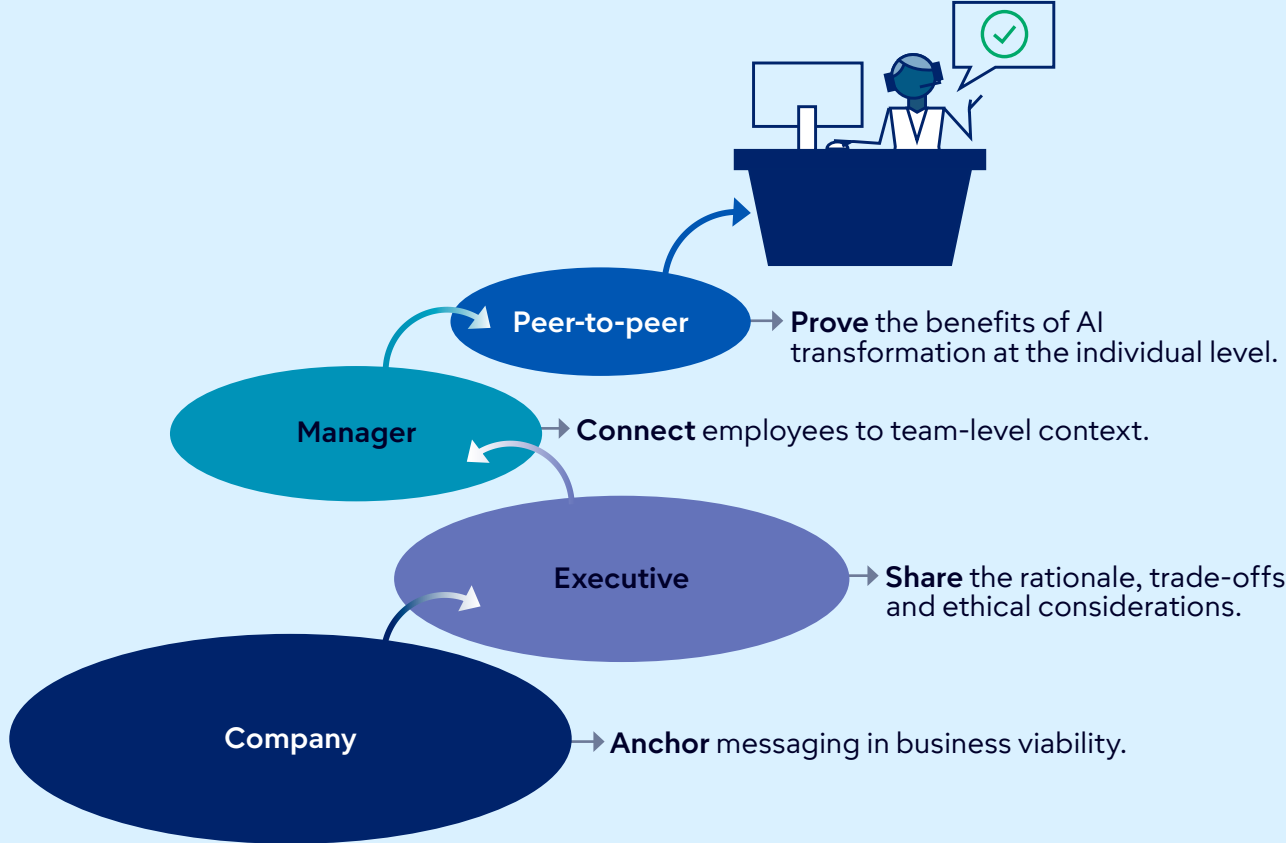 Peer-to-peer
Prove the benefits of AI
transformation at the individual level.
Manager
Connect employees to team-level context.
Executive
Share the rationale, trade-offs
and ethical considerations.
Company
Anchor messaging in business viability.